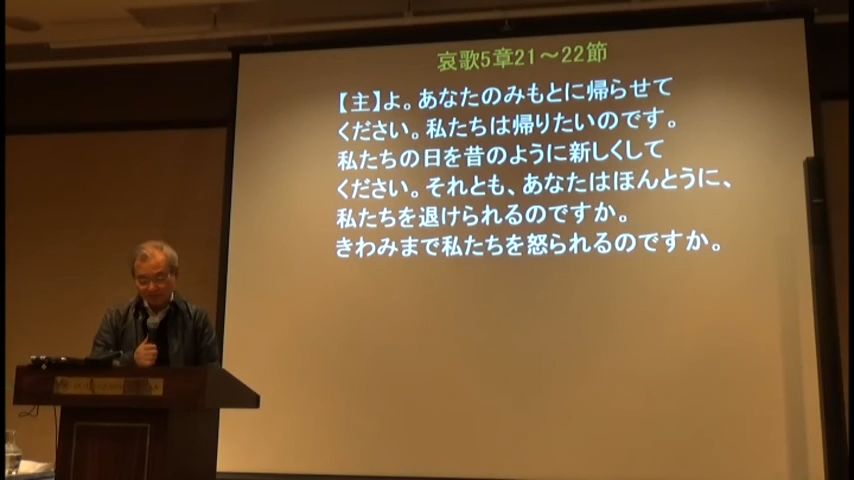 哀歌5章21～22節
【主】よ。あなたのみもとに帰らせて
ください。私たちは帰りたいのです。
私たちの日を昔のように新しくして
ください。それとも、あなたはほんとうに、
私たちを退けられるのですか。
きわみまで私たちを怒られるのですか。